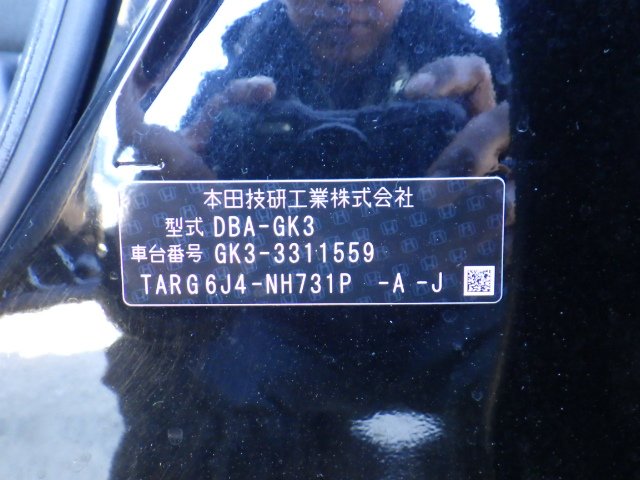 本田技研工業株式会社
型式 DBA-GK3
車台番号 GK3-3311559
TARG6J4-NH731P -A -J